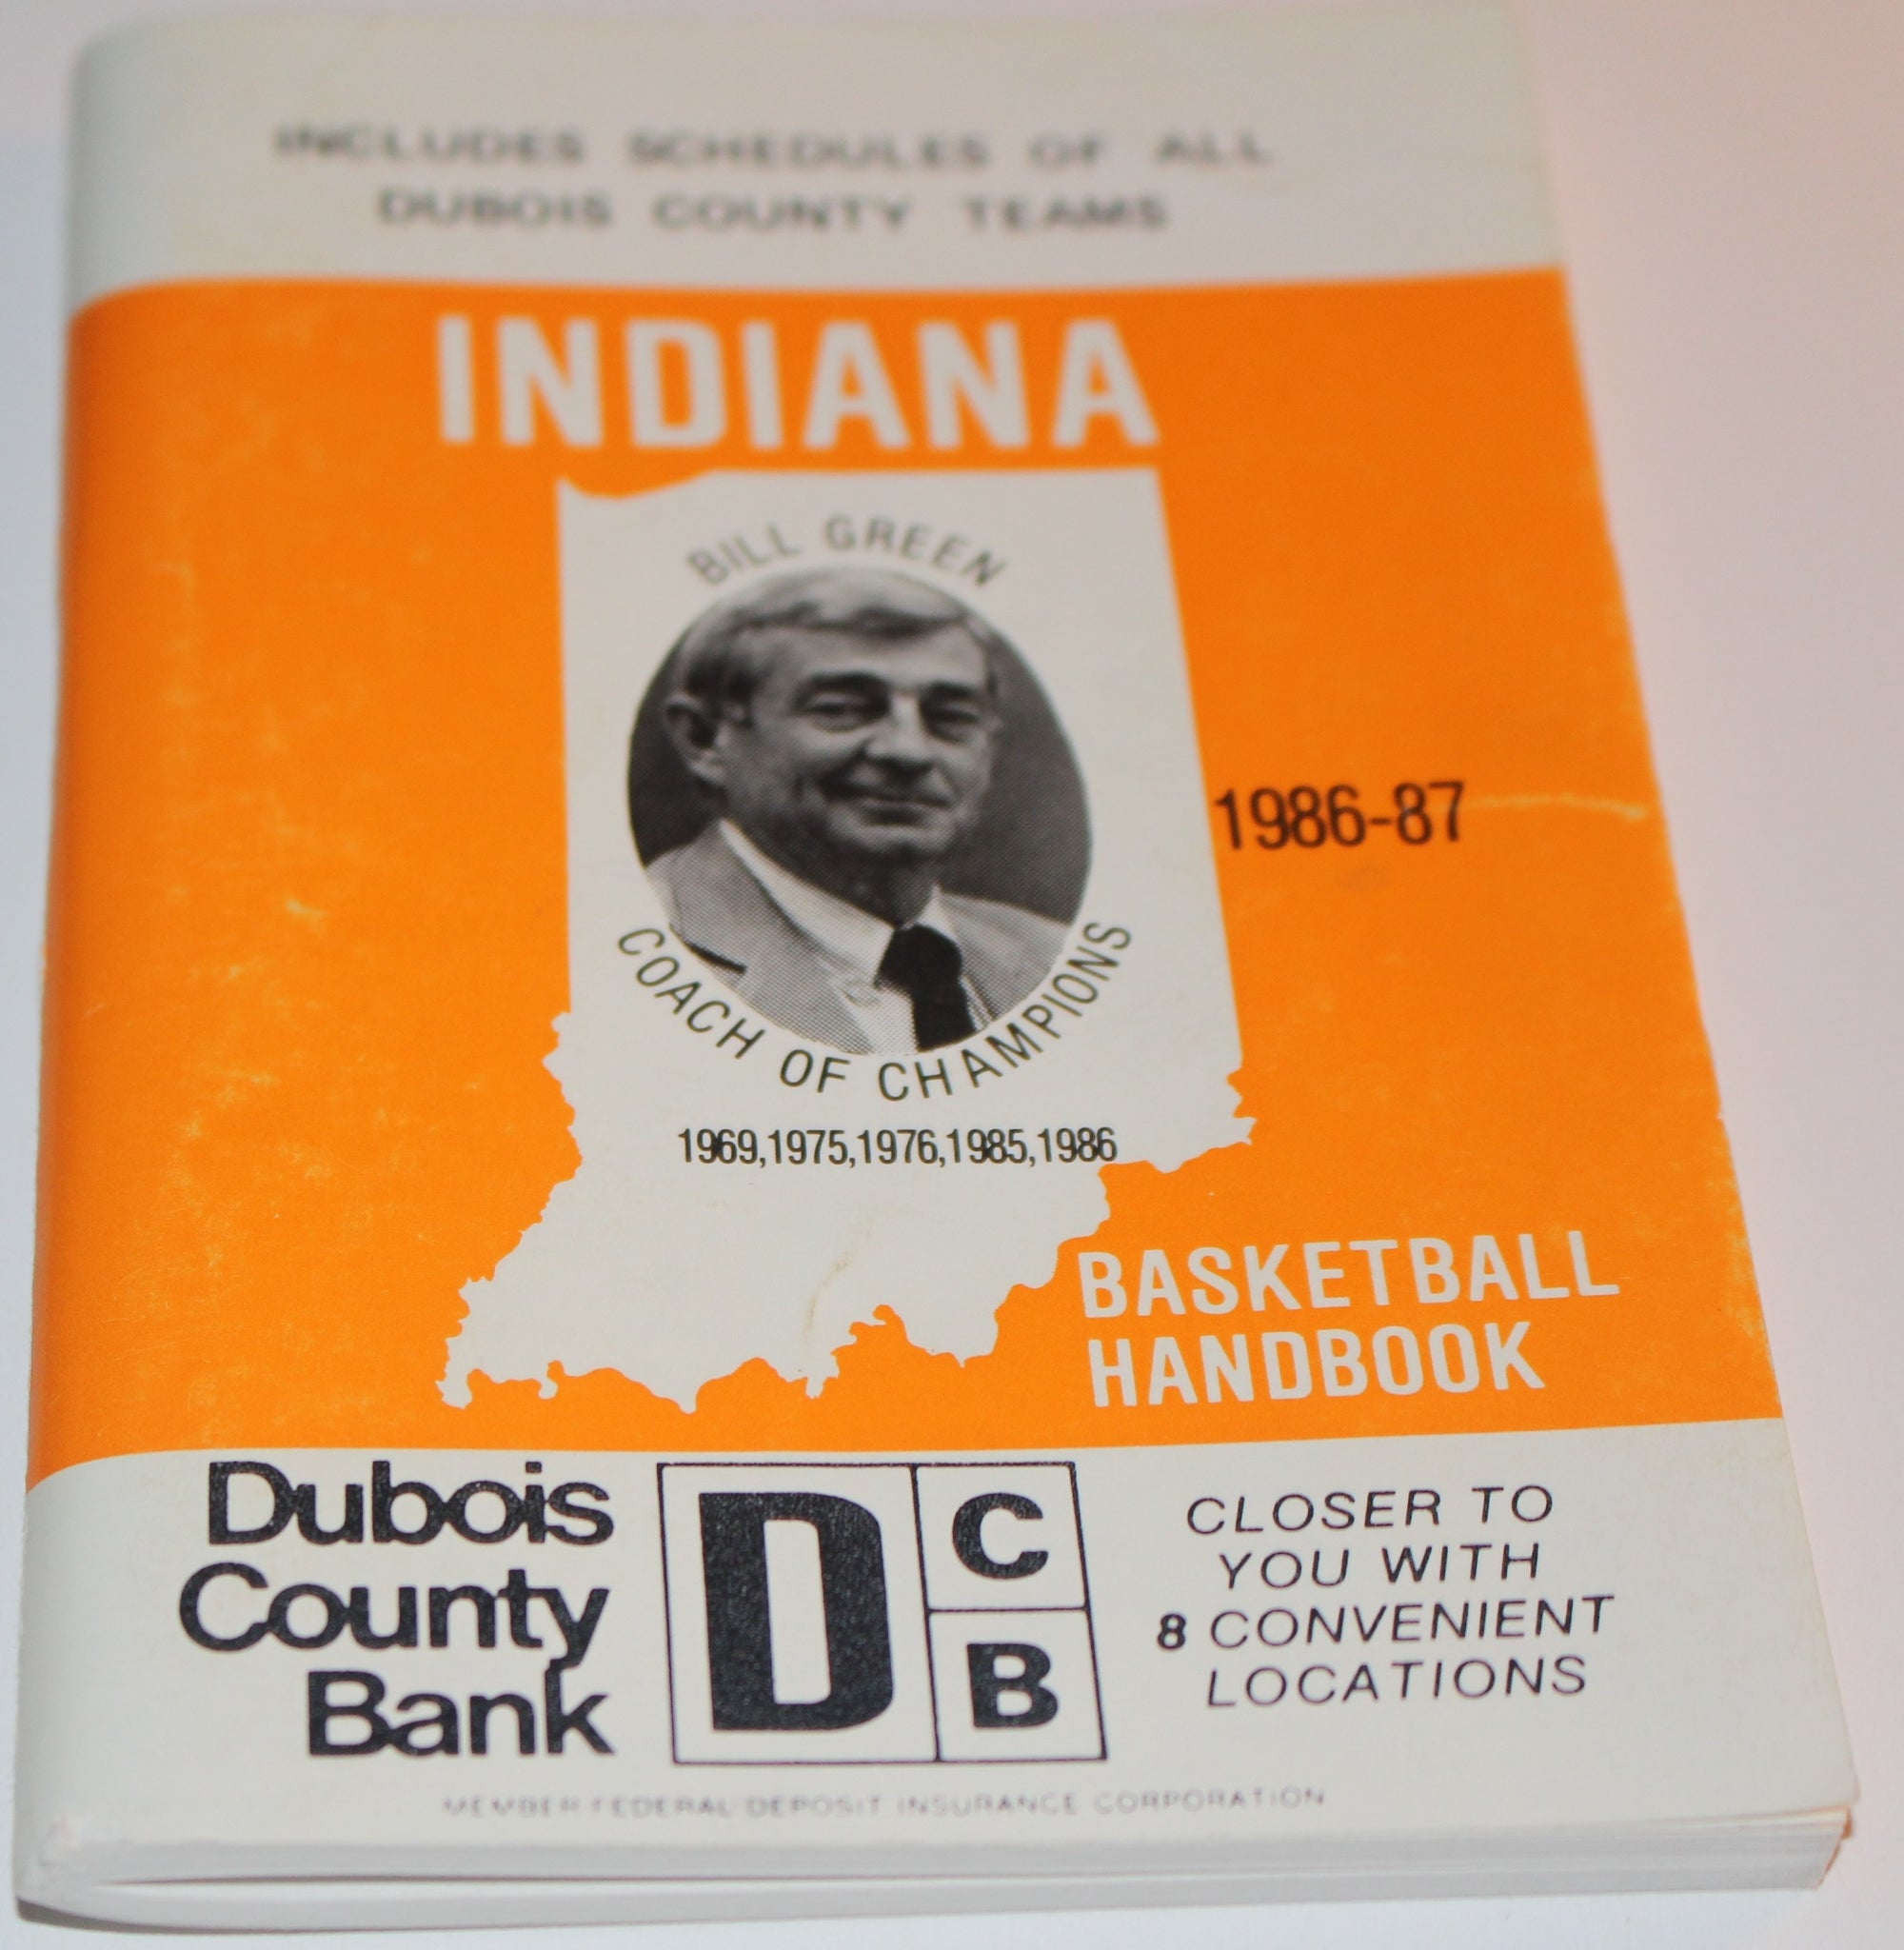 INCLUDES SCHEDULES OF ALL
DUBOIS COUNTY TEAMS
INDIANA
BILL GREEN
COACH OF CHAMPIONS
1969,1975,1976,1985,1986
1986-87
BASKETBALL
HANDBOOK
Dubois
County
Bank
D
C
B
CLOSER TO
YOU WITH
8 CONVENIENT
LOCATIONS
MEMBER FEDERAL DEPOSIT INSURANCE CORPORATION